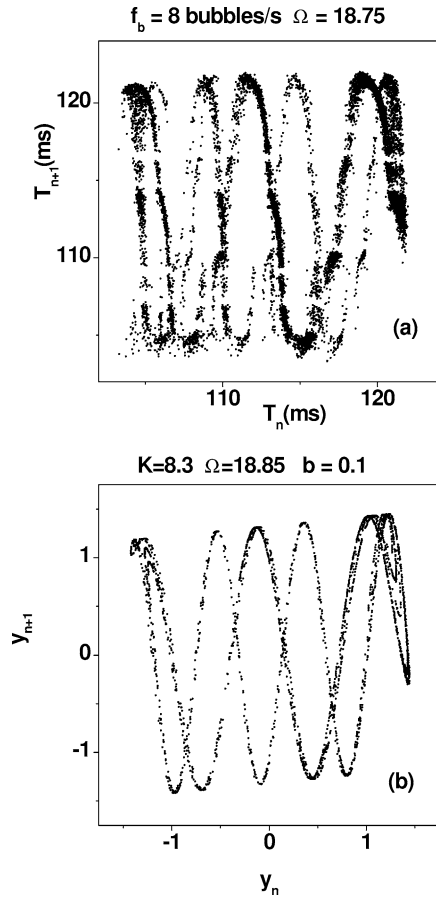 f_b = 8 bubbles/s Ω = 18.75
T_{n+1}(ms)
120
110
(a)
110
120
T_n(ms)
K=8.3 Ω=18.85 b = 0.1
y_{n+1}
1
0
-1
(b)
-1
0
1
y_n